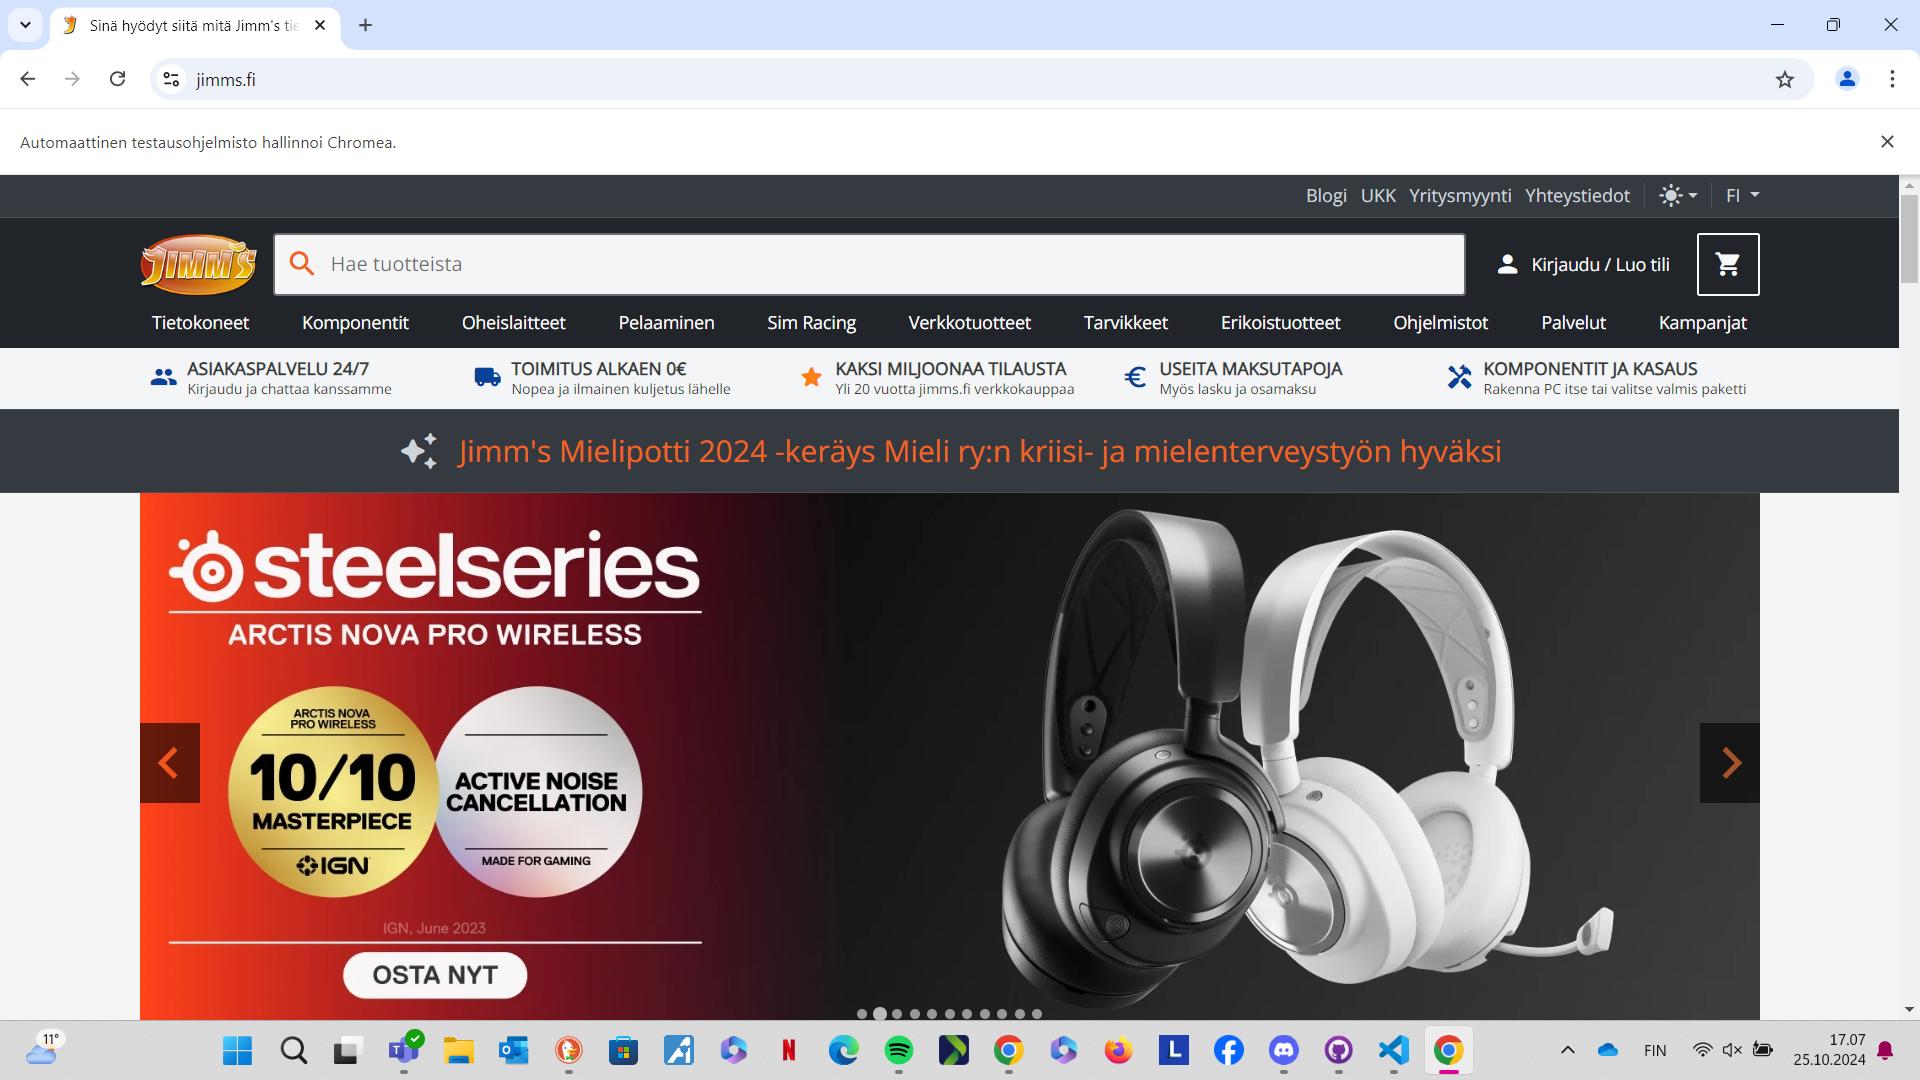 Sinä hyödyt siitä mitä Jimm's tie
jimms.fi
Automaattinen testausohjelmisto hallinnoi Chromea.
Blogi UKK Yritysmyynti Yhteystiedot FI
JIMM'S
Hae tuotteista
Kirjaudu / Luo tili
Tietokoneet Komponentit Oheislaitteet Pelaaminen Sim Racing Verkkotuotteet Tarvikkeet Erikoistuotteet Ohjelmistot Palvelut Kampanjat
ASIAKASPALVELU 24/7
Kirjaudu ja chattaa kanssamme
TOIMITUS ALKAEN 0€
Nopea ja ilmainen kuljetus lähelle
KAKSI MILJOONAA TILAUSTA
Yli 20 vuotta jimms.fi verkkokauppaa
USEITA MAKSUTAPOJA
Myös lasku ja osamaksu
KOMPONENTIT JA KASAUS
Rakenna PC itse tai valitse valmis paketti
Jimm's Mielipotti 2024 -keräys Mieli ry:n kriisi- ja mielenterveystyön hyväksi
steelseries
ARCTIS NOVA PRO WIRELESS
ARCTIS NOVA
PRO WIRELESS
10/10
MASTERPIECE
IGN
ACTIVE NOISE
CANCELLATION
MADE FOR GAMING
IGN, June 2023
OSTA NYT
11°
FIN
17.07
25.10.2024